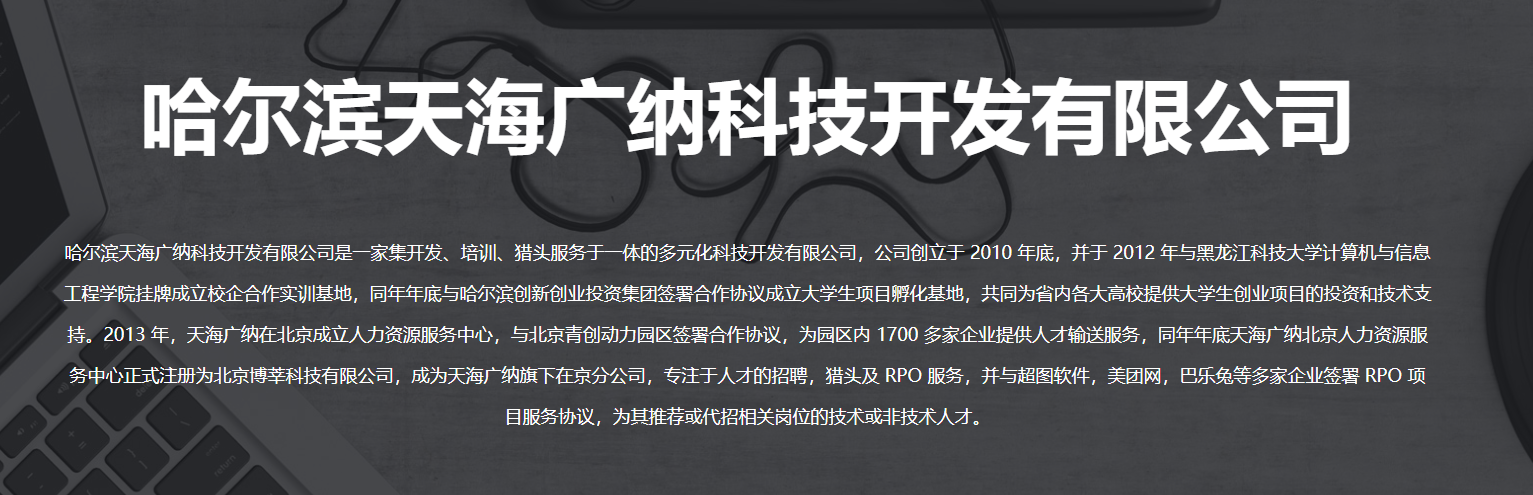 哈尔滨天海广纳科技开发有限公司
哈尔滨天海广纳科技开发有限公司是一家集开发、培训、猎头服务于一体的多元化科技开发有限公司，公司创立于 2010 年底，并于 2012 年与黑龙江科技大学计算机与信息
工程学院挂牌成立校企合作实训基地，同年年底与哈尔滨创新创业投资集团签署合作协议成立大学生项目孵化基地，共同为省内各大高校提供大学生创业项目的投资和技术支
持。2013 年，天海广纳在北京成立人力资源服务中心，与北京青创动力园区签署合作协议，为园区内 1700 多家企业提供人才输送服务，同年年底天海广纳北京人力资源服
务中心正式注册为北京博莘科技有限公司，成为天海广纳旗下在京分公司，专注于人才的招聘，猎头及 RPO 服务，并与超图软件，美团网，巴乐兔等多家企业签署 RPO 项
目服务协议，为其推荐或代招相关岗位的技术或非技术人才。
delete
return